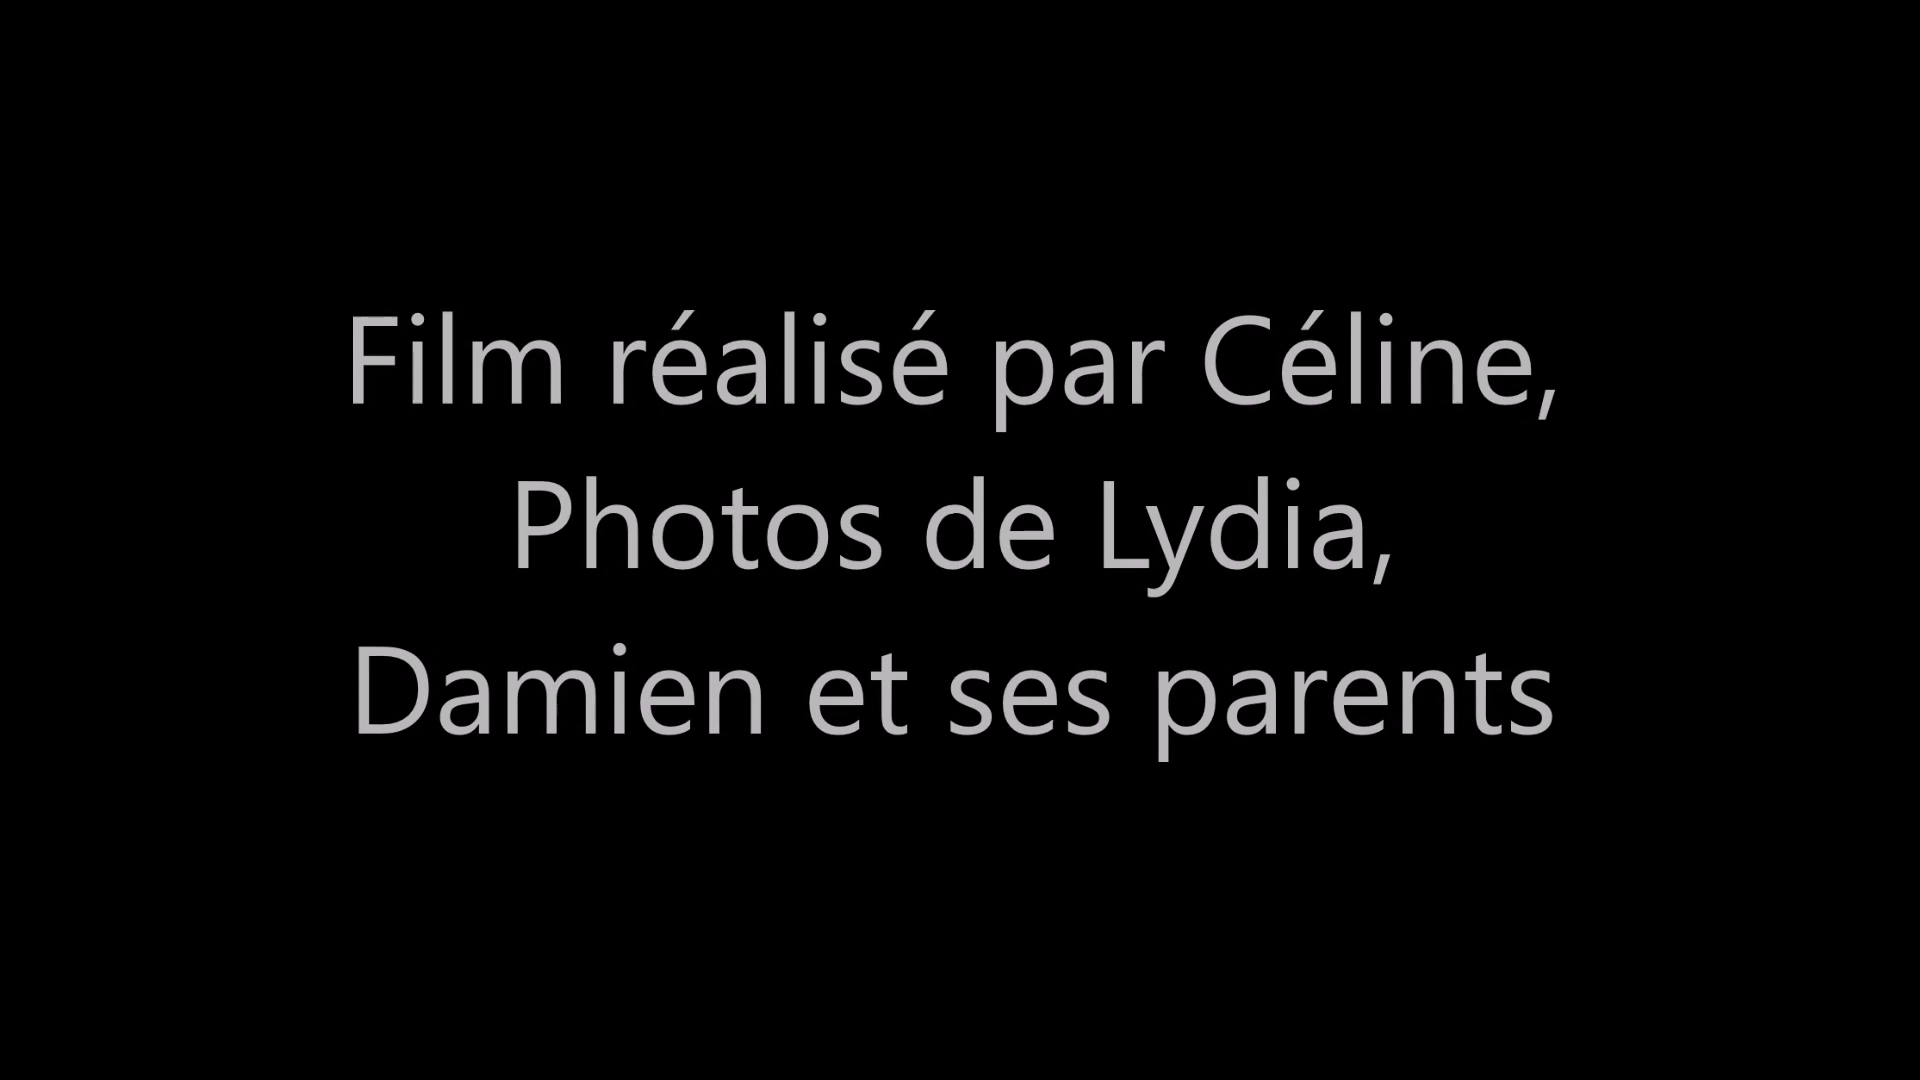 Film réalisé par Céline,
Photos de Lydia,
Damien et ses parents